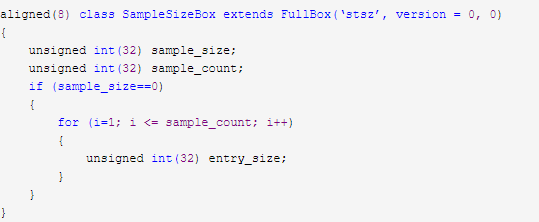 aligned(8) class SampleSizeBox extends FullBox(‘stsz’, version = 0, 0)
{
    unsigned int(32) sample_size;
    unsigned int(32) sample_count;
    if (sample_size==0)
    {
        for (i=1; i <= sample_count; i++)
        {
            unsigned int(32) entry_size;
        }
    }
}